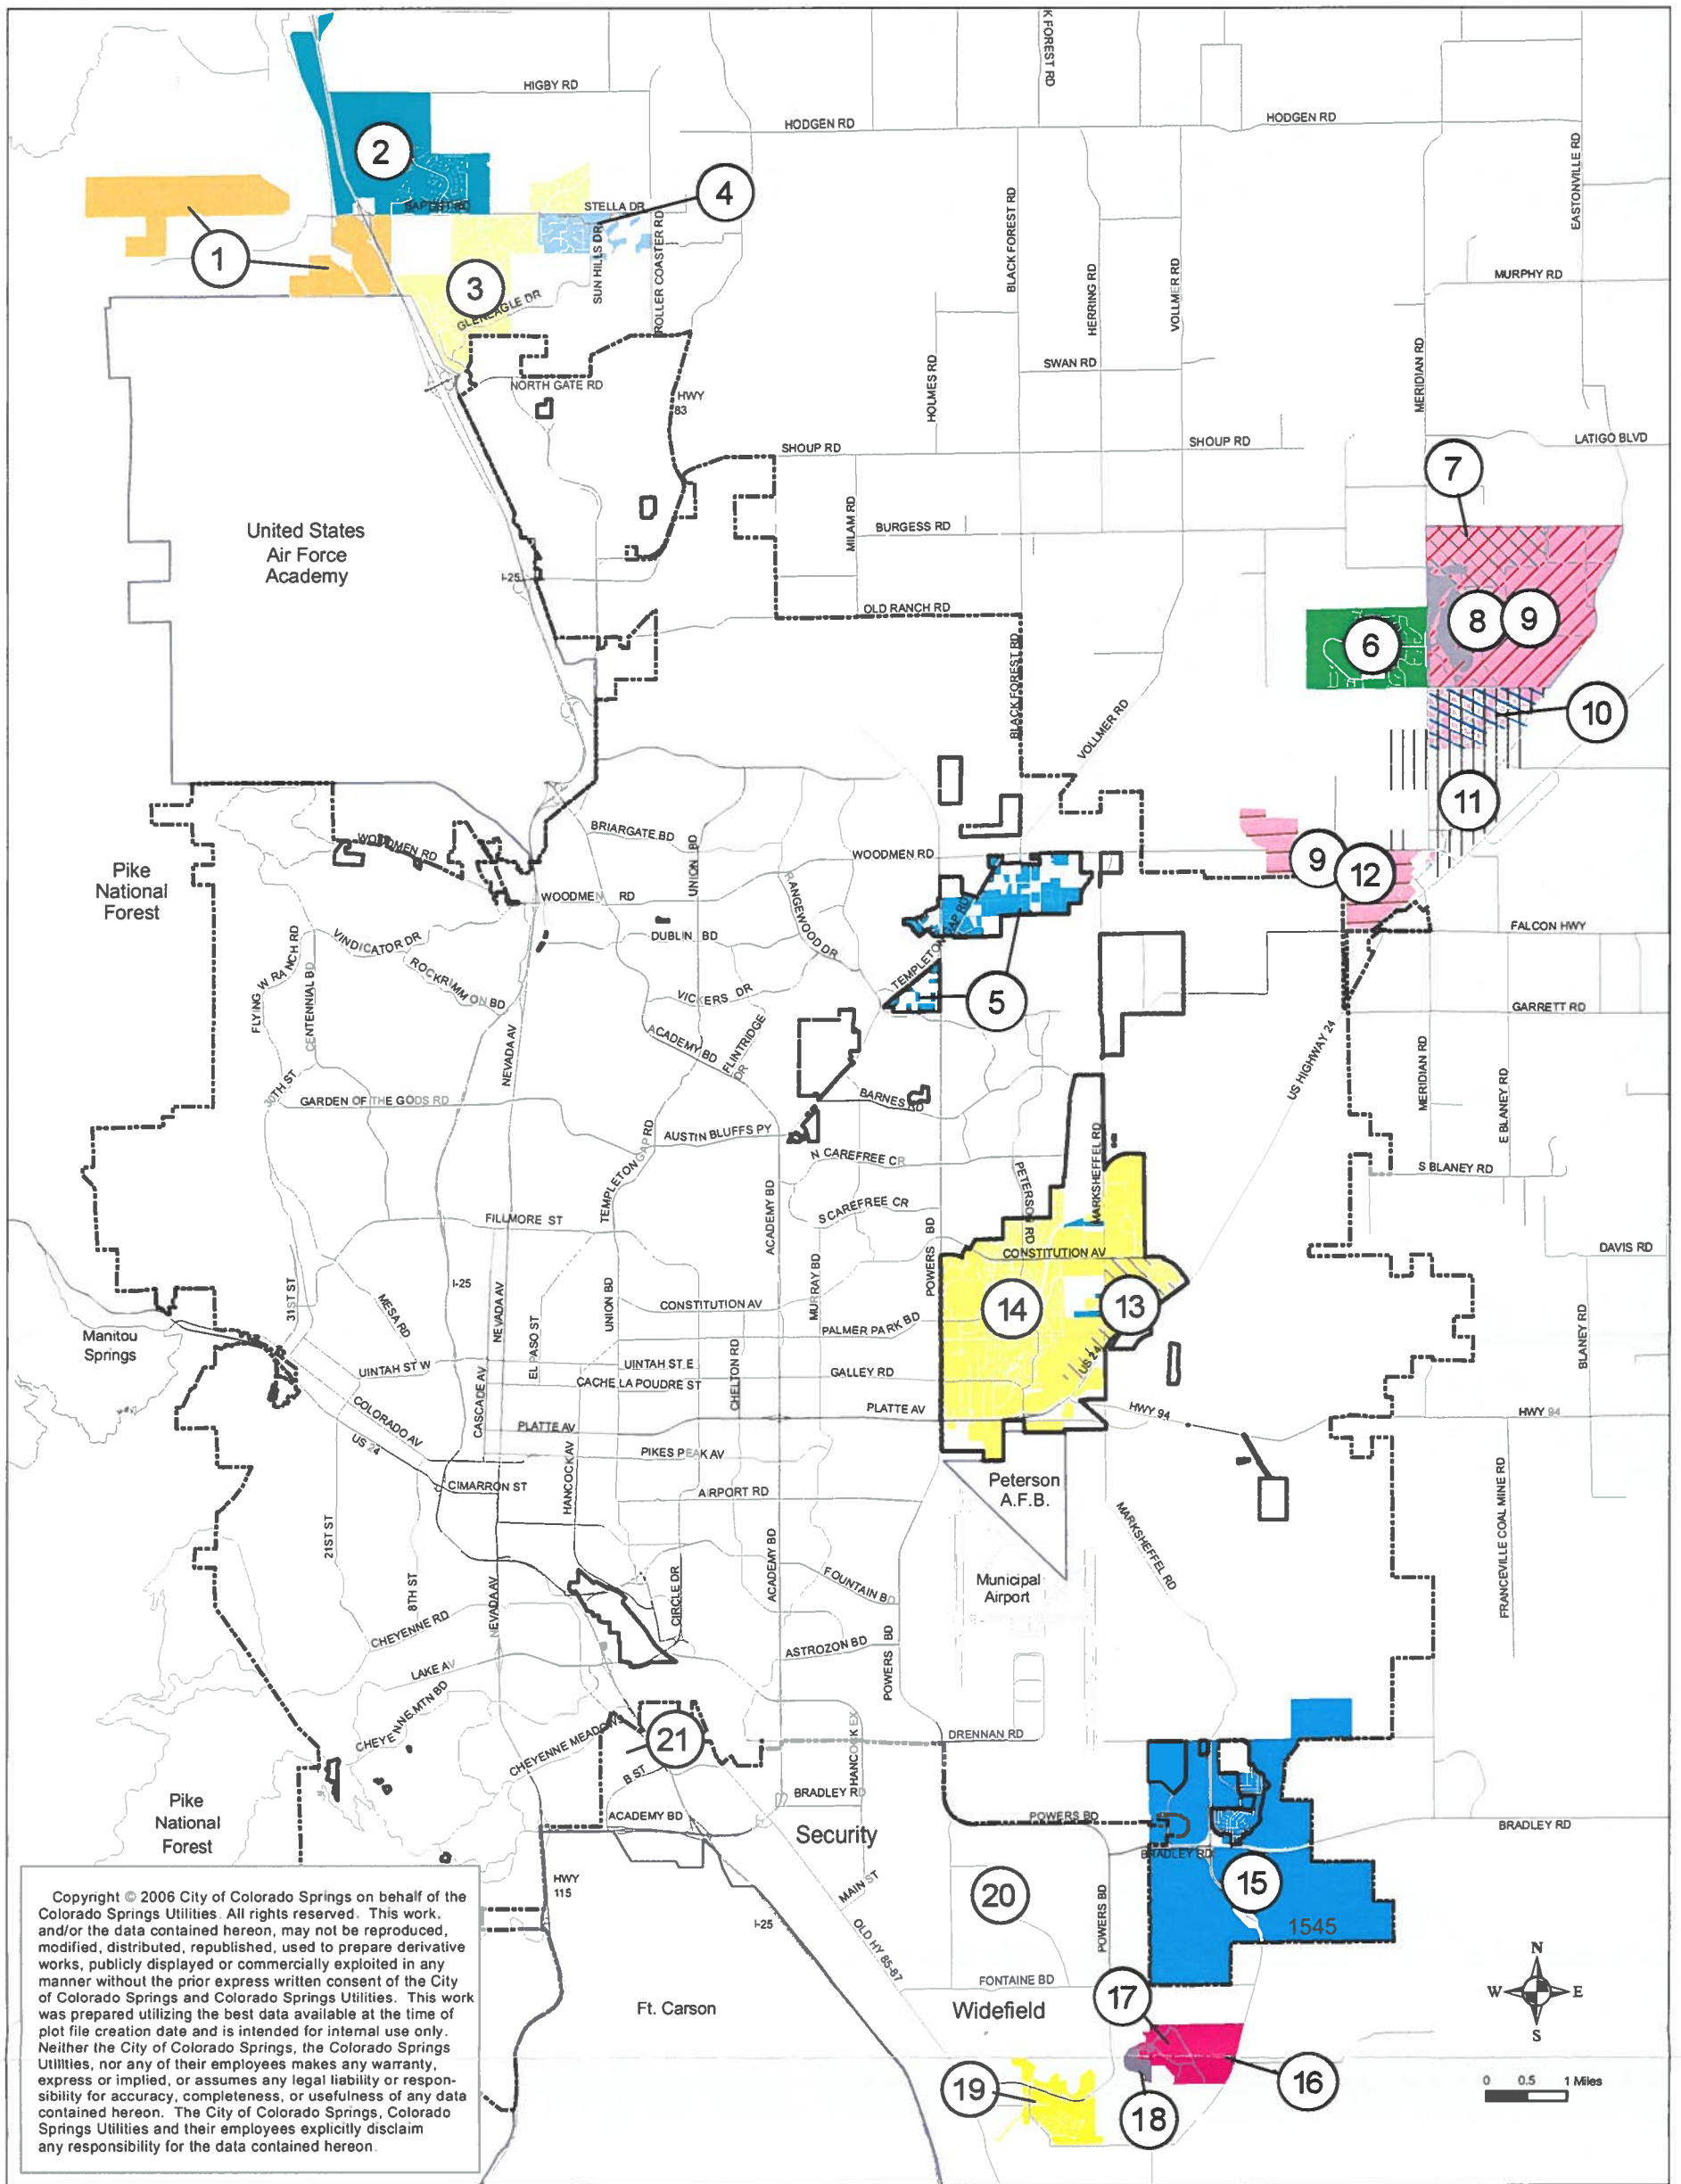 K FOREST RD
HIGBY RD
HODGEN RD
HODGEN RD
EASTONVILLE RD
2
4
BAPTIST RD
STELLA DR
1
3
SUN HILLS DR
ROLLER COASTER RD
BLACK FOREST RD
HERRING RD
VOLLMER RD
MURPHY RD
GLENEAGLE DR
NORTH GATE RD
HWY
83
HOLMES RD
SWAN RD
MERIDIAN RD
SHOUP RD
SHOUP RD
LATIGO BLVD
7
United States
Air Force
Academy
MILAM RD
BURGESS RD
I-25
OLD RANCH RD
8
9
6
BLACK FOREST RD
VOLLMER RD
10
11
WOODMEN RD
BRIARGATE BD
UNION BD
WOODMEN RD
9
12
Pike
National
Forest
WOODMEN RD
RANGEWOOD DR
TEMPLETON GAP RD
FALCON HWY
FLYING W RANCH RD
CENTENNIAL BD
VINDICATOR DR
DUBLIN BD
ROCKRIMMON BD
VICKERS DR
5
GARRETT RD
NEVADA AV
ACADEMY BD
FLINTRIDGE
DR
US HIGHWAY 24
MERIDIAN RD
E BLANEY RD
30TH ST
GARDEN OF THE GODS RD
BARNES RD
TEMPLETON GAP RD
AUSTIN BLUFFS PY
N CAREFREE CR
PETERSON RD
MARKSHEFFEL RD
S BLANEY RD
FILLMORE ST
ACADEMY BD
S CAREFREE CR
POWERS BD
CONSTITUTION AV
DAVIS RD
31ST ST
MESA RD
I-25
NEVADA AV
EL PASO ST
UNION BD
CONSTITUTION AV
MURRAY BD
PALMER PARK BD
14
13
BLANEY RD
Manitou
Springs
UINTAH ST W
UINTAH ST E
CACHE LA POUDRE ST
CHELTON RD
GALLEY RD
US 24
COLORADO AV
US 24
CASCADE AV
PLATTE AV
PLATTE AV
HWY 94
HWY 94
PIKES PEAK AV
CIMARRON ST
HANCOCK AV
AIRPORT RD
Peterson
A.F.B.
FRANCEVILLE COAL MINE RD
21ST ST
8TH ST
NEVADA AV
CIRCLE DR
ACADEMY BD
FOUNTAIN BD
Municipal
Airport
MARKSHEFFEL RD
CHEYENNE RD
LAKE AV
ASTROZON BD
POWERS BD
CHEYENNE MTN BD
CHEYENNE MEADOWS
21
B ST
HANCOCK EX
DRENNAN RD
BRADLEY RD
Pike
National
Forest
ACADEMY BD
Security
POWERS BD
BRADLEY RD
BRADLEY RD
HWY
115
MAIN ST
20
15
1545
I-25
OLD HY 85-87
POWERS BD
FONTAINE BD
Ft. Carson
Widefield
17
16
19
18
N
W E
S
0 0.5 1 Miles
Copyright © 2006 City of Colorado Springs on behalf of the
Colorado Springs Utilities. All rights reserved. This work,
and/or the data contained hereon, may not be reproduced,
modified, distributed, republished, used to prepare derivative
works, publicly displayed or commercially exploited in any
manner without the prior express written consent of the City
of Colorado Springs and Colorado Springs Utilities. This work
was prepared utilizing the best data available at the time of
plot file creation date and is intended for internal use only.
Neither the City of Colorado Springs, the Colorado Springs
Utilities, nor any of their employees makes any warranty,
express or implied, or assumes any legal liability or respon-
sibility for accuracy, completeness, or usefulness of any data
contained hereon. The City of Colorado Springs, Colorado
Springs Utilities and their employees explicitly disclaim
any responsibility for the data contained hereon.